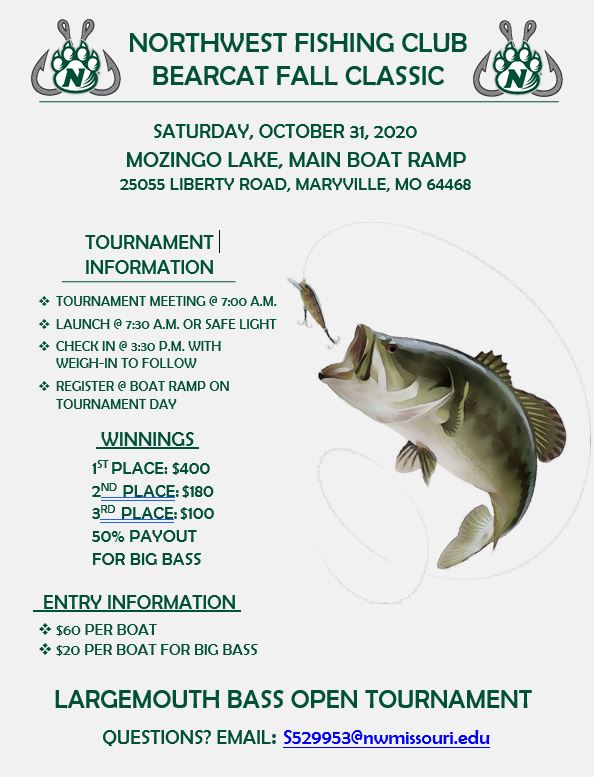 NORTHWEST FISHING CLUB
BEARCAT FALL CLASSIC
N
N
SATURDAY, OCTOBER 31, 2020
MOZINGO LAKE, MAIN BOAT RAMP
25055 LIBERTY ROAD, MARYVILLE, MO 64468
TOURNAMENT
INFORMATION
❖ TOURNAMENT MEETING @ 7:00 A.M.
❖ LAUNCH @ 7:30 A.M. OR SAFE LIGHT
❖ CHECK IN @ 3:30 P.M. WITH
WEIGH-IN TO FOLLOW
❖ REGISTER @ BOAT RAMP ON
TOURNAMENT DAY
WINNINGS
1ST PLACE: $400
2ND PLACE: $180
3RD PLACE: $100
50% PAYOUT
FOR BIG BASS
ENTRY INFORMATION
❖ $60 PER BOAT
❖ $20 PER BOAT FOR BIG BASS
LARGEMOUTH BASS OPEN TOURNAMENT
QUESTIONS? EMAIL: S529953@nwmissouri.edu